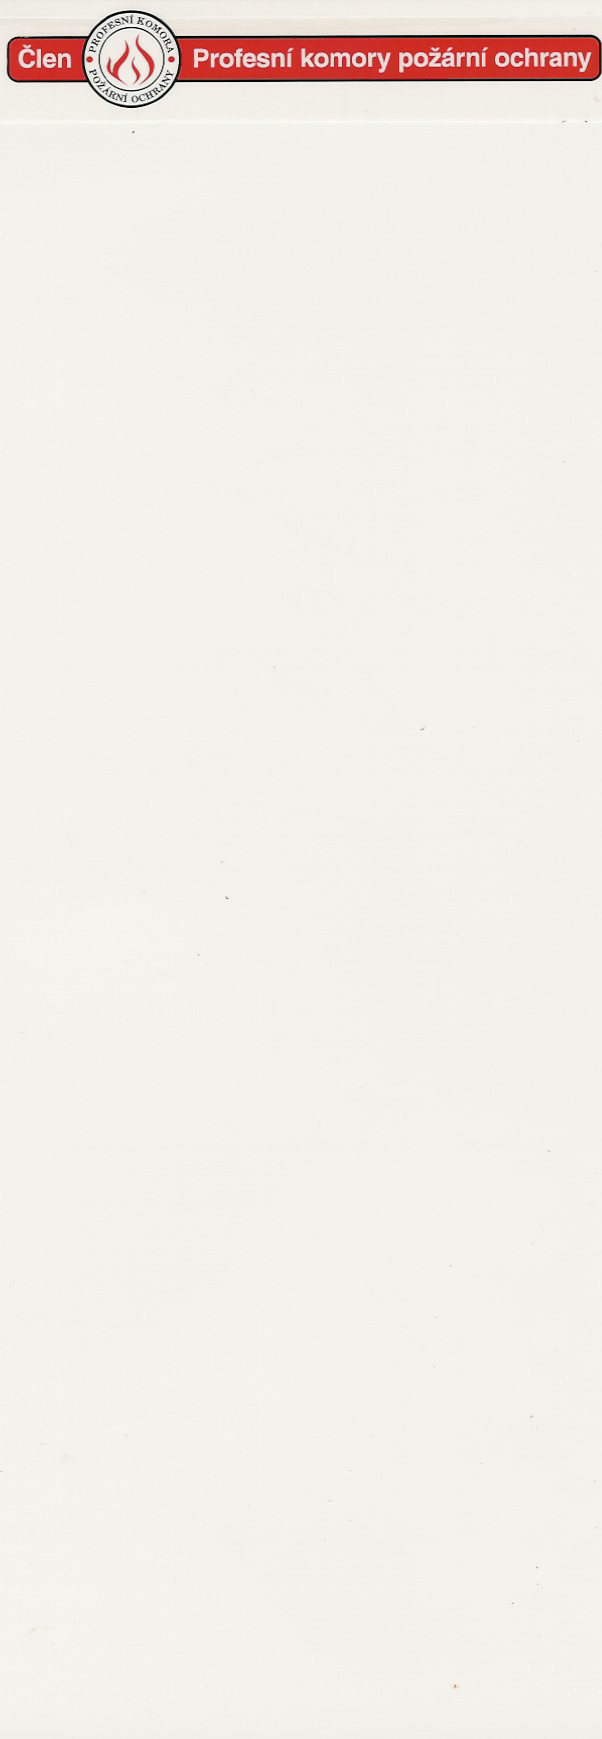 Člen
PROFESNÍ KOMORA
POŽÁRNÍ OCHRANY
Profesní komory požární ochrany